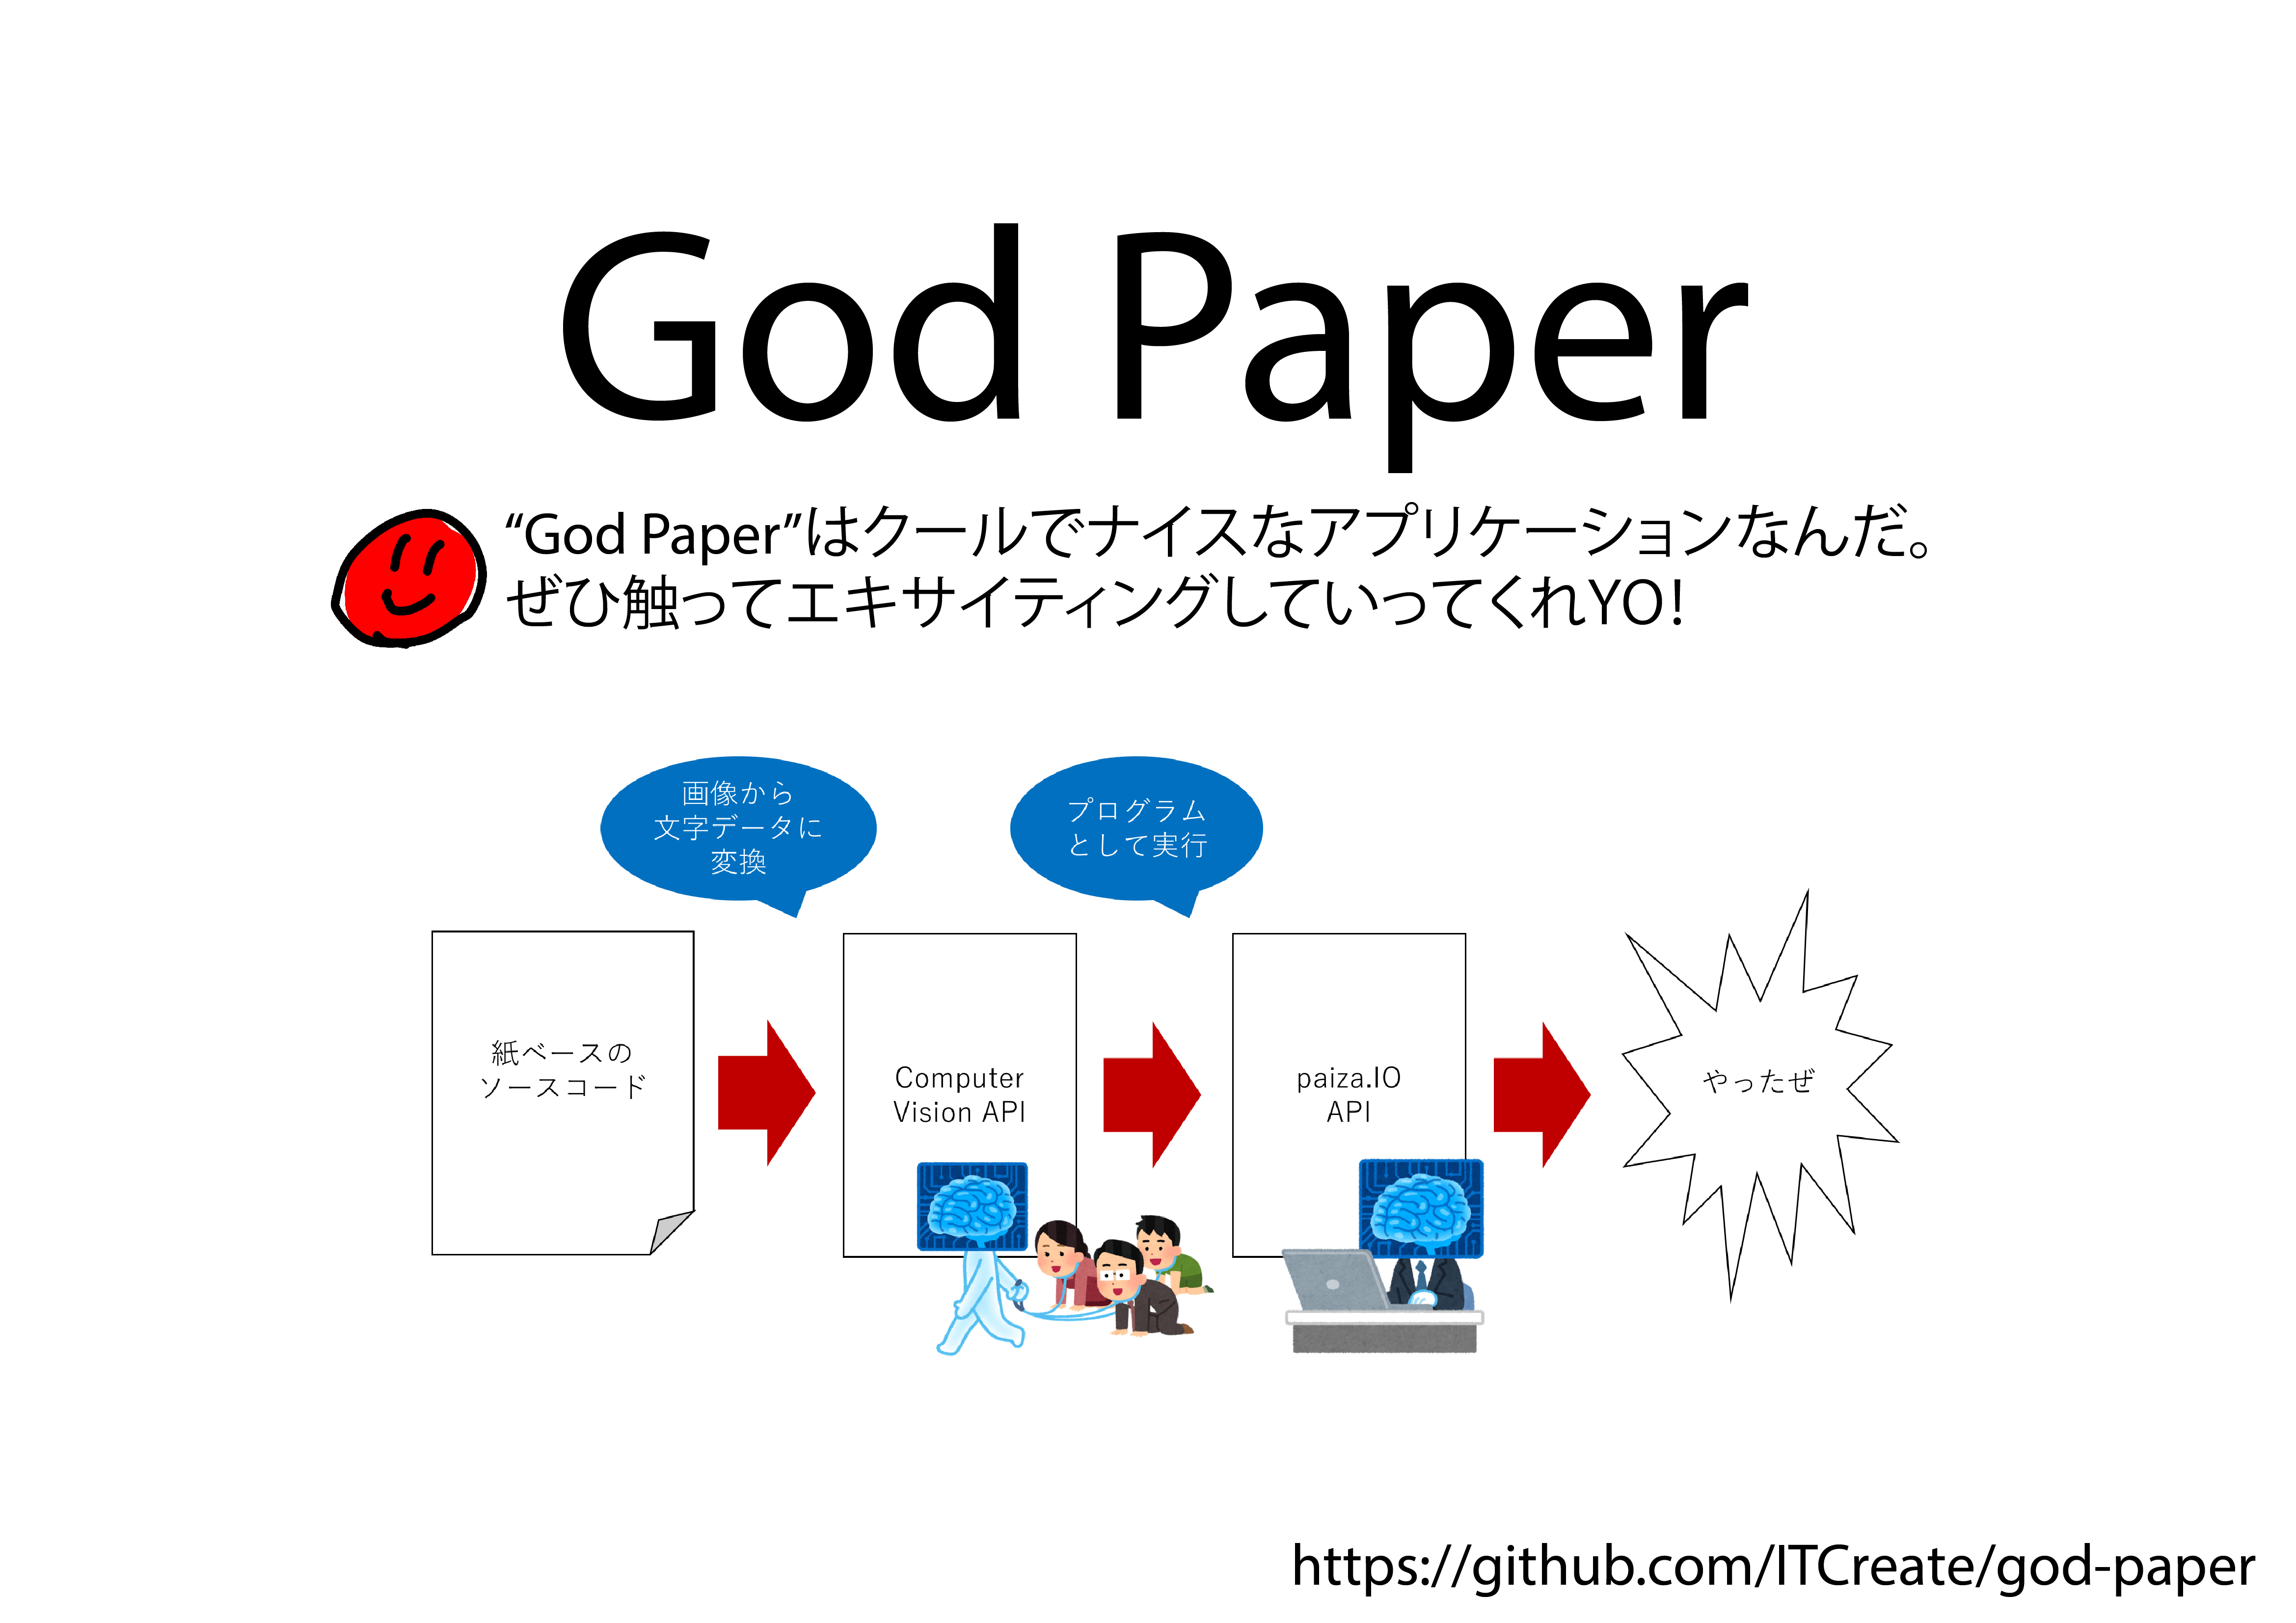 God Paper
“God Paper”はクールでナイスなアプリケーションなんだ。
ぜひ触ってエキサイティングしていってくれYO！
画像から
文字データに
変換
プログラム
として実行
紙ベースの
ソースコード
Computer
Vision API
paiza.IO
API
やったぜ
https://github.com/ITCreate/god-paper